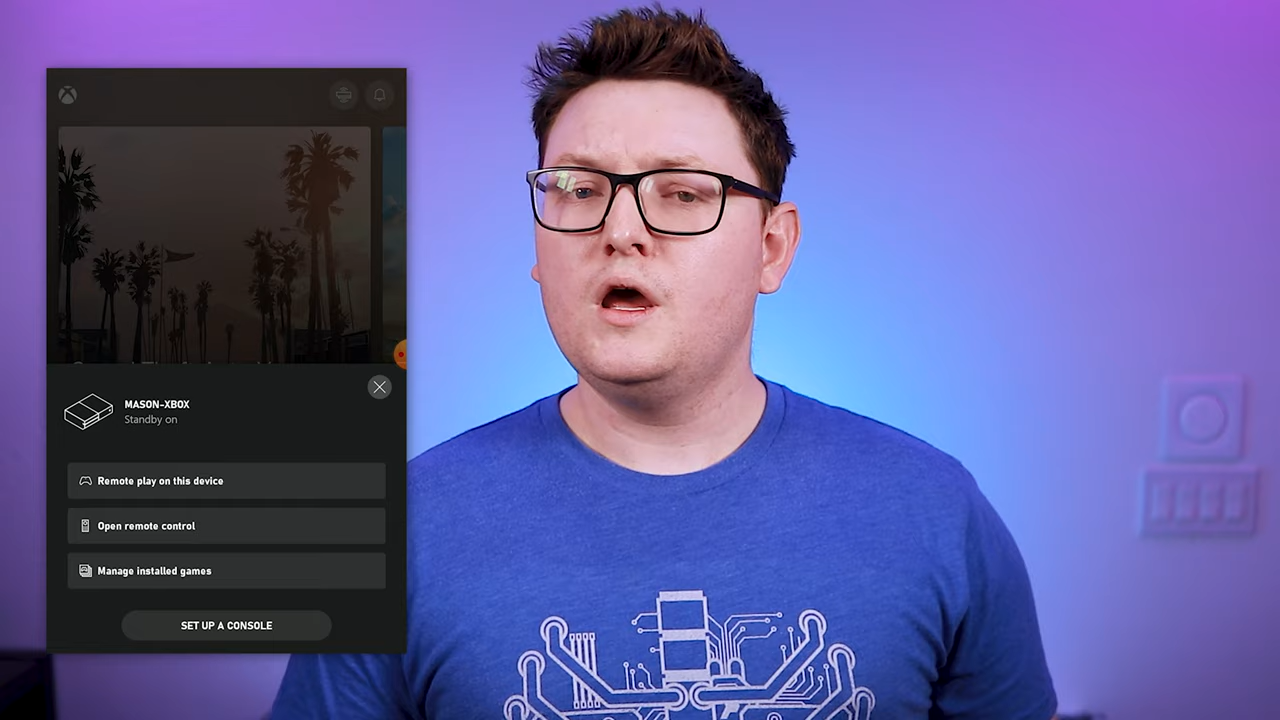 MASON-XBOX
Standby on
Remote play on this device
Open remote control
Manage installed games
SET UP A CONSOLE